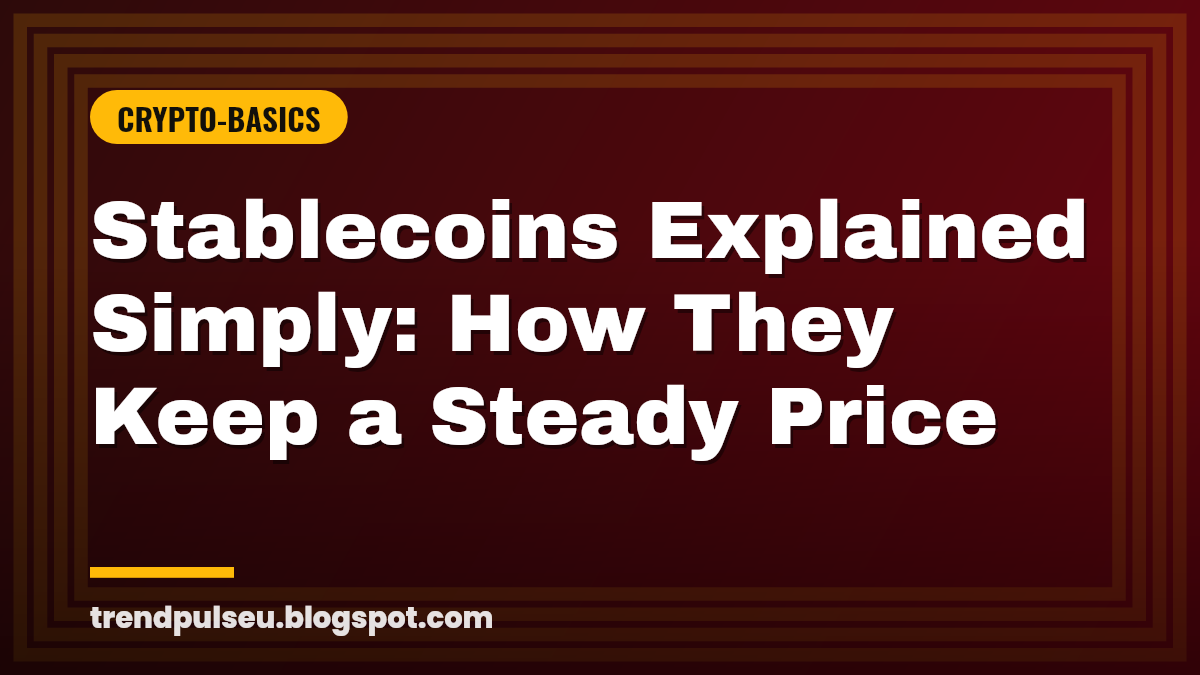 CRYPTO-BASICS
Stablecoins Explained
Simply: How They
Keep a Steady Price
trendpulseu.blogspot.com